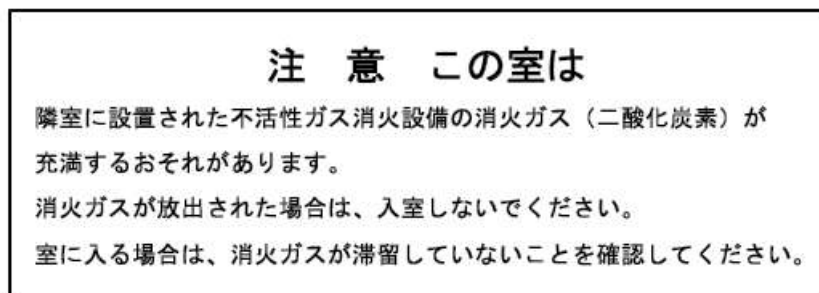 注　意　この室は
隣室に設置された不活性ガス消火設備の消火ガス（二酸化炭素）が
充満するおそれがあります。
消火ガスが放出された場合は、入室しないでください。
室に入る場合は、消火ガスが滞留していないことを確認してください。